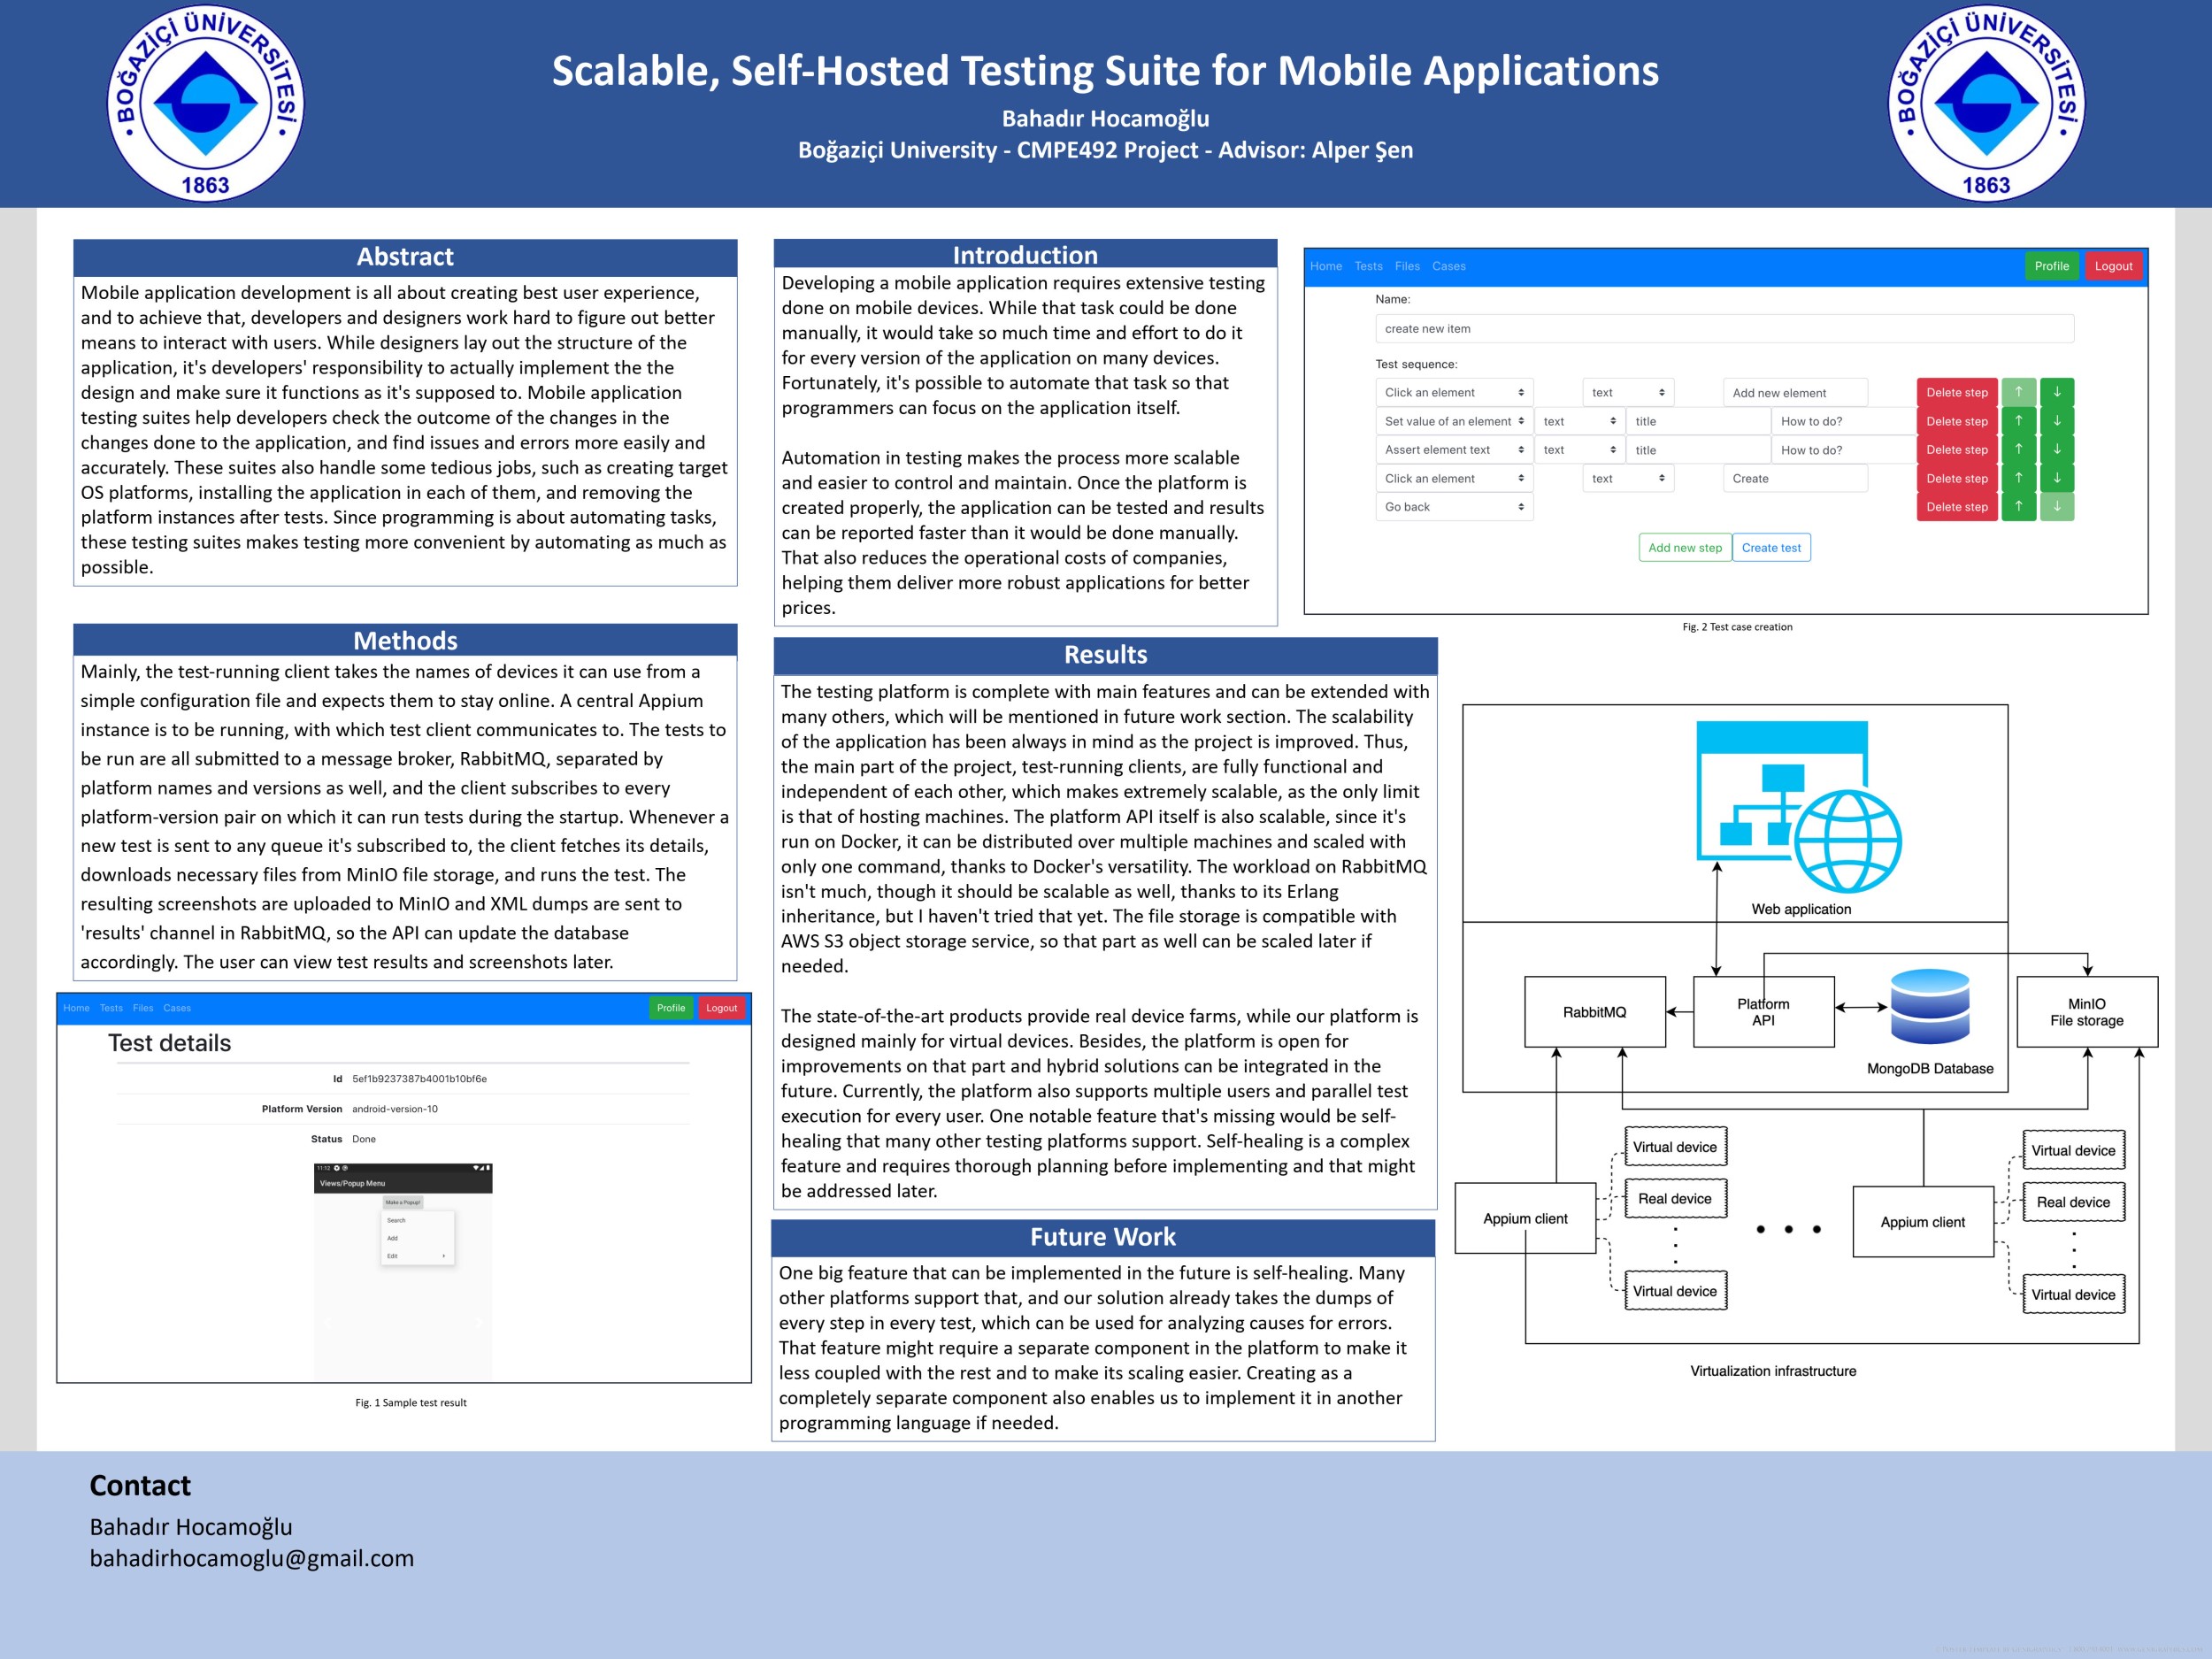 BOĞAZİÇİ ÜNİVERSİTESİ
1863
Scalable, Self-Hosted Testing Suite for Mobile Applications
Bahadır Hocamoğlu
Boğaziçi University - CMPE492 Project - Advisor: Alper Şen
BOĞAZİÇİ ÜNİVERSİTESİ
1863
Abstract
Mobile application development is all about creating best user experience,
and to achieve that, developers and designers work hard to figure out better
means to interact with users. While designers lay out the structure of the
application, it's developers' responsibility to actually implement the the
design and make sure it functions as it's supposed to. Mobile application
testing suites help developers check the outcome of the changes in the
changes done to the application, and find issues and errors more easily and
accurately. These suites also handle some tedious jobs, such as creating target
OS platforms, installing the application in each of them, and removing the
platform instances after tests. Since programming is about automating tasks,
these testing suites makes testing more convenient by automating as much as
possible.
Methods
Mainly, the test-running client takes the names of devices it can use from a
simple configuration file and expects them to stay online. A central Appium
instance is to be running, with which test client communicates to. The tests to
be run are all submitted to a message broker, RabbitMQ, separated by
platform names and versions as well, and the client subscribes to every
platform-version pair on which it can run tests during the startup. Whenever a
new test is sent to any queue it's subscribed to, the client fetches its details,
downloads necessary files from MinIO file storage, and runs the test. The
resulting screenshots are uploaded to MinIO and XML dumps are sent to
'results' channel in RabbitMQ, so the API can update the database
accordingly. The user can view test results and screenshots later.
Home Tests Files Cases Profile Logout
Test details
Id 5ef1b9237387b4001b10bf6e
Platform Version android-version-10
Status Done
11:12
Views/Popup Menu
Make a Popup!
Search
Add
Edit
Fig. 1 Sample test result
Introduction
Developing a mobile application requires extensive testing
done on mobile devices. While that task could be done
manually, it would take so much time and effort to do it
for every version of the application on many devices.
Fortunately, it's possible to automate that task so that
programmers can focus on the application itself.
Automation in testing makes the process more scalable
and easier to control and maintain. Once the platform is
created properly, the application can be tested and results
can be reported faster than it would be done manually.
That also reduces the operational costs of companies,
helping them deliver more robust applications for better
prices.
Results
The testing platform is complete with main features and can be extended with
many others, which will be mentioned in future work section. The scalability
of the application has been always in mind as the project is improved. Thus,
the main part of the project, test-running clients, are fully functional and
independent of each other, which makes extremely scalable, as the only limit
is that of hosting machines. The platform API itself is also scalable, since it's
run on Docker, it can be distributed over multiple machines and scaled with
only one command, thanks to Docker's versatility. The workload on RabbitMQ
isn't much, though it should be scalable as well, thanks to its Erlang
inheritance, but I haven't tried that yet. The file storage is compatible with
AWS S3 object storage service, so that part as well can be scaled later if
needed.
The state-of-the-art products provide real device farms, while our platform is
designed mainly for virtual devices. Besides, the platform is open for
improvements on that part and hybrid solutions can be integrated in the
future. Currently, the platform also supports multiple users and parallel test
execution for every user. One notable feature that's missing would be self-
healing that many other testing platforms support. Self-healing is a complex
feature and requires thorough planning before implementing and that might
be addressed later.
Future Work
One big feature that can be implemented in the future is self-healing. Many
other platforms support that, and our solution already takes the dumps of
every step in every test, which can be used for analyzing causes for errors.
That feature might require a separate component in the platform to make it
less coupled with the rest and to make its scaling easier. Creating as a
completely separate component also enables us to implement it in another
programming language if needed.
Home Tests Files Cases Profile Logout
Name:
create new item
Test sequence:
Click an element text Add new element Delete step ↑ ↓
Set value of an element text title How to do? Delete step ↑ ↓
Assert element text text title How to do? Delete step ↑ ↓
Click an element text Create Delete step ↑ ↓
Go back Delete step ↑ ↓
Add new step Create test
Fig. 2 Test case creation
Web application
RabbitMQ
Platform
API
MongoDB Database
MinIO
File storage
Appium client
Virtual device
Real device
Virtual device
Appium client
Virtual device
Real device
Virtual device
Virtualization infrastructure
Contact
Bahadır Hocamoğlu
bahadirhocamoglu@gmail.com